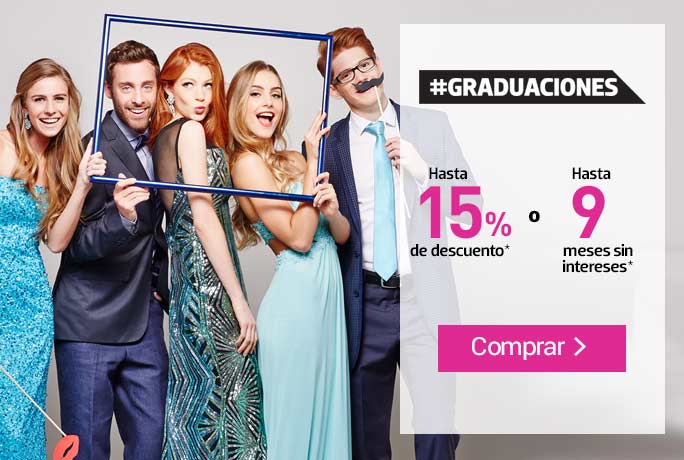 #GRADUACIONES
Hasta
15%
de descuento*
o
Hasta
9
meses sin
intereses*
Comprar >